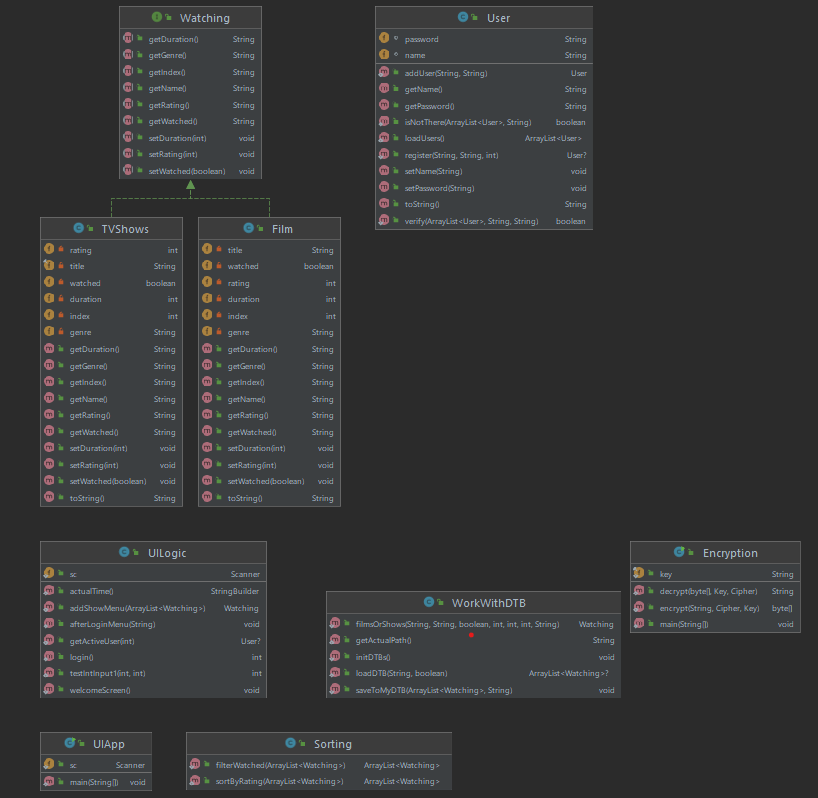 Watching
getDuration() String
getGenre() String
getIndex() String
getName() String
getRating() String
getWatched() String
setDuration(int) void
setRating(int) void
setWatched(boolean) void
User
password String
name String
addUser(String, String) User
getName() String
getPassword() String
isNotThere(ArrayList<User>, String) boolean
loadUsers() ArrayList<User>
register(String, String, int) User?
setName(String) void
setPassword(String) void
toString() String
verify(ArrayList<User>, String, String) boolean
TVShows
rating int
title String
watched boolean
duration int
index int
genre String
getDuration() String
getGenre() String
getIndex() String
getName() String
getRating() String
getWatched() String
setDuration(int) void
setRating(int) void
setWatched(boolean) void
toString() String
Film
title String
watched boolean
rating int
duration int
index int
genre String
getDuration() String
getGenre() String
getIndex() String
getName() String
getRating() String
getWatched() String
setDuration(int) void
setRating(int) void
setWatched(boolean) void
toString() String
UILogic
sc Scanner
actualTime() StringBuilder
addShowMenu(ArrayList<Watching>) Watching
afterLoginMenu(String) void
getActiveUser(int) User?
login() int
testIntInput1(int, int) int
welcomeScreen() void
WorkWithDTB
filmsOrShows(String, String, boolean, int, int, int, String) Watching
getActualPath() String
initDTBs() void
loadDTB(String, boolean) ArrayList<Watching>?
saveToMyDTB(ArrayList<Watching>, String) void
Encryption
key String
decrypt(byte[], Key, Cipher) String
encrypt(String, Cipher, Key) byte[]
main(String[]) void
UIApp
sc Scanner
main(String[]) void
Sorting
filterWatched(ArrayList<Watching>) ArrayList<Watching>
sortByRating(ArrayList<Watching>) ArrayList<Watching>